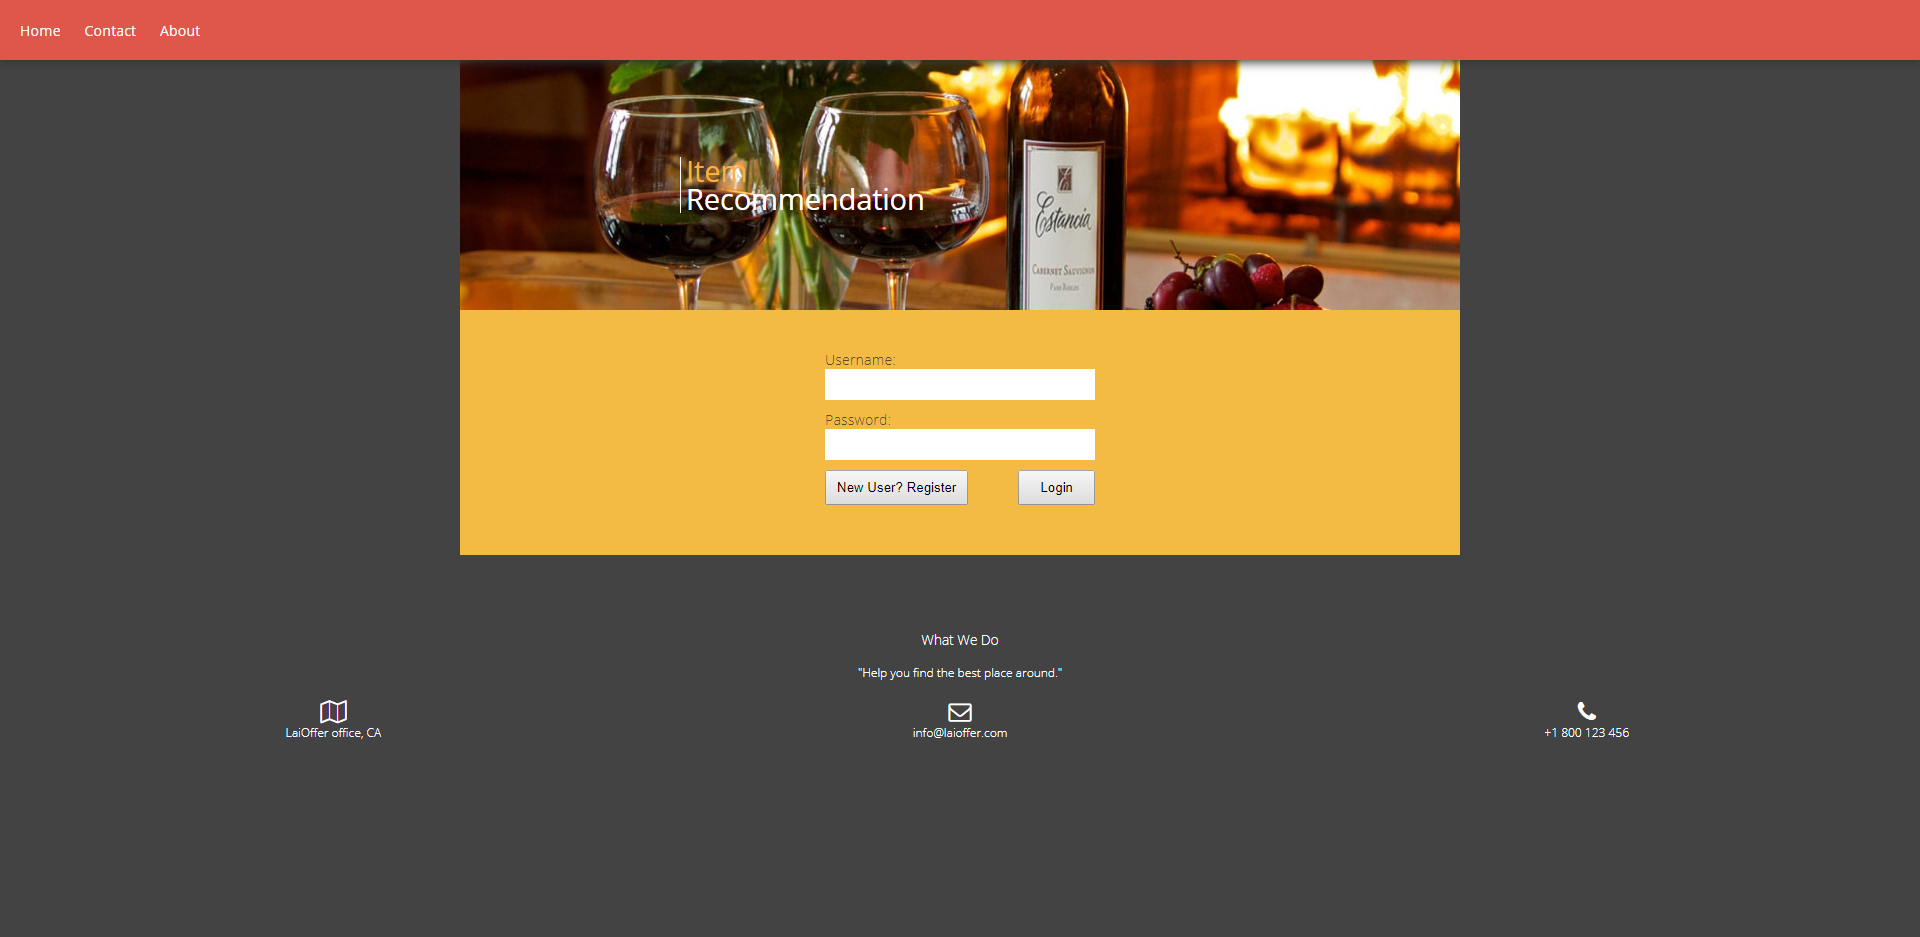 Home Contact About
Item
Recommendation
Estancia
CABERNET SAUVIGNON
PASO ROBLES
Username:
Password:
New User? Register Login
What We Do
"Help you find the best place around."
LaiOffer office, CA
info@laioffer.com
+1 800 123 456